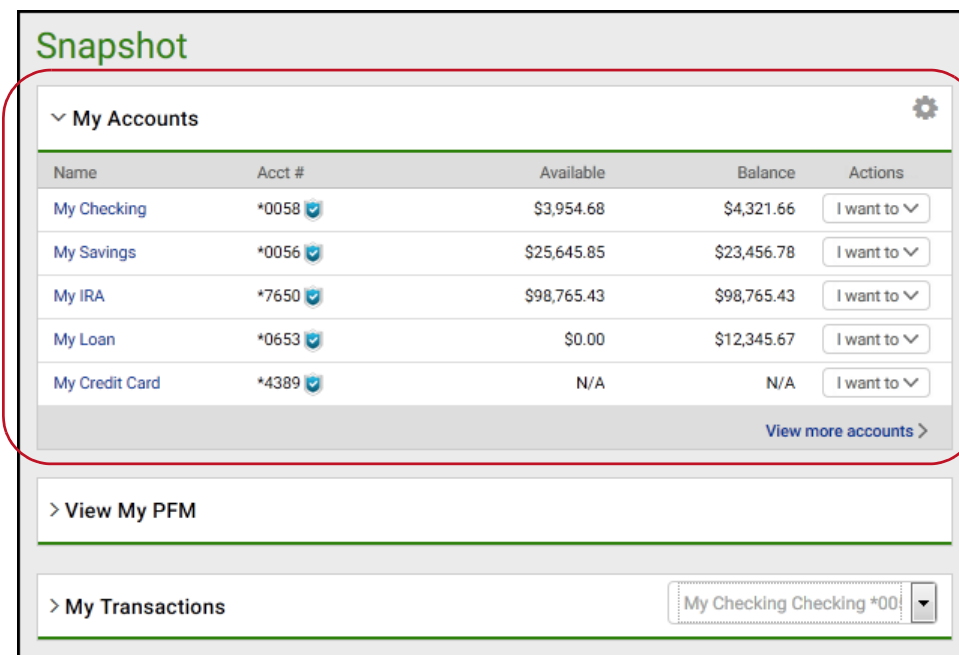 Snapshot
My Accounts
Name Acct # Available Balance Actions
My Checking *0058 $3,954.68 $4,321.66 I want to
My Savings *0056 $25,645.85 $23,456.78 I want to
My IRA *7650 $98,765.43 $98,765.43 I want to
My Loan *0653 $0.00 $12,345.67 I want to
My Credit Card *4389 N/A N/A I want to
View more accounts
View My PFM
My Transactions My Checking Checking *00